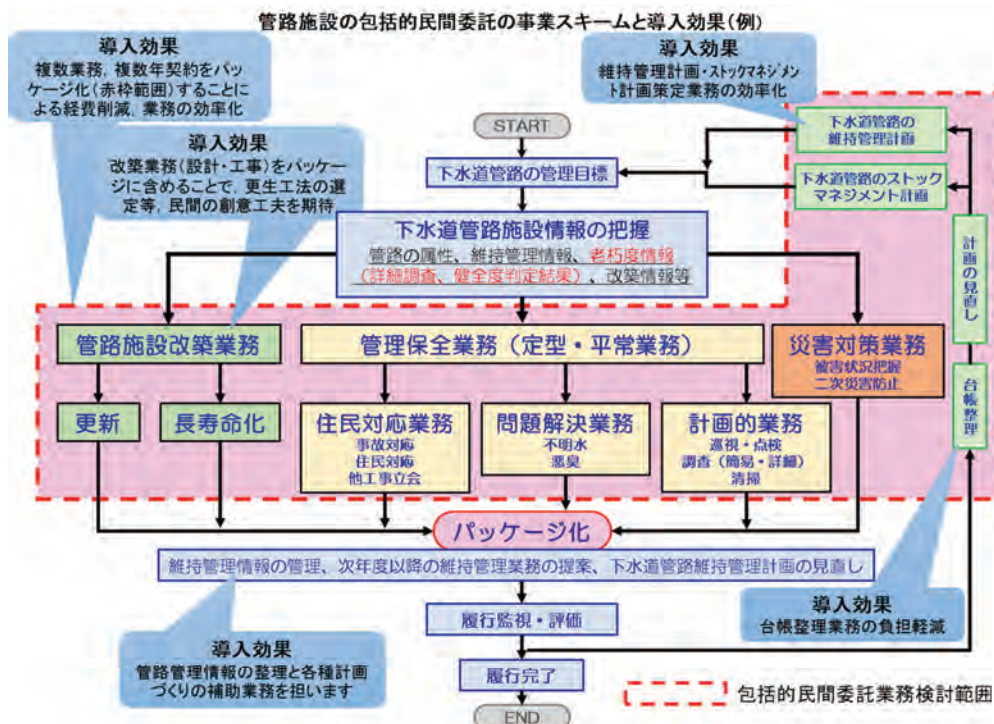 管路施設の包括的民間委託の事業スキームと導入効果(例)
導入効果
複数業務，複数年契約をパッ
ケージ化(赤枠範囲)することに
よる経費削減，業務の効率化
導入効果
改築業務(設計・工事)をパッケー
ジに含めることで，更生工法の選
定等，民間の創意工夫を期待
導入効果
維持管理計画・ストックマネジメン
ト計画策定業務の効率化
START
下水道管路の管理目標
下水道管路の
維持管理計画
下水道管路のストック
マネジメント計画
下水道管路施設情報の把握
管路の属性、維持管理情報、老朽度情報
（詳細調査、健全度判定結果）、改築情報等
計画の見直し
台帳整理
管路施設改築業務
管理保全業務（定型・平常業務）
災害対策業務
被害状況把握
二次災害防止
更新
長寿命化
住民対応業務
事故対応
住民対応
他工事立会
問題解決業務
不明水
悪臭
計画的業務
巡視・点検
調査（簡易・詳細）
清掃
パッケージ化
維持管理情報の管理、次年度以降の維持管理業務の提案、下水道管路維持管理計画の見直し
履行監視・評価
履行完了
END
導入効果
管路管理情報の整理と各種計画
づくりの補助業務を担います
導入効果
台帳整理業務の負担軽減
包括的民間委託業務検討範囲